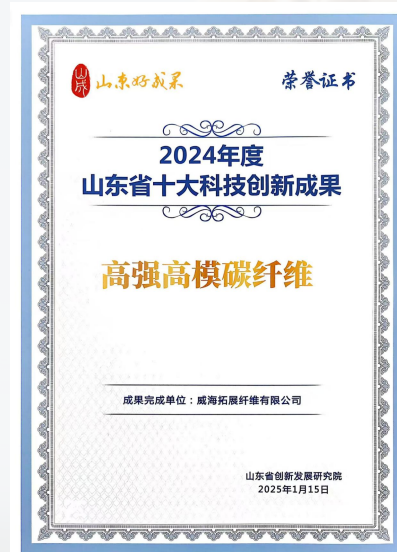 山成 山东好成果
荣誉证书
2024年度
山东省十大科技创新成果
高强高模碳纤维
成果完成单位：威海拓展纤维有限公司
山东省创新发展研究院
2025年1月15日